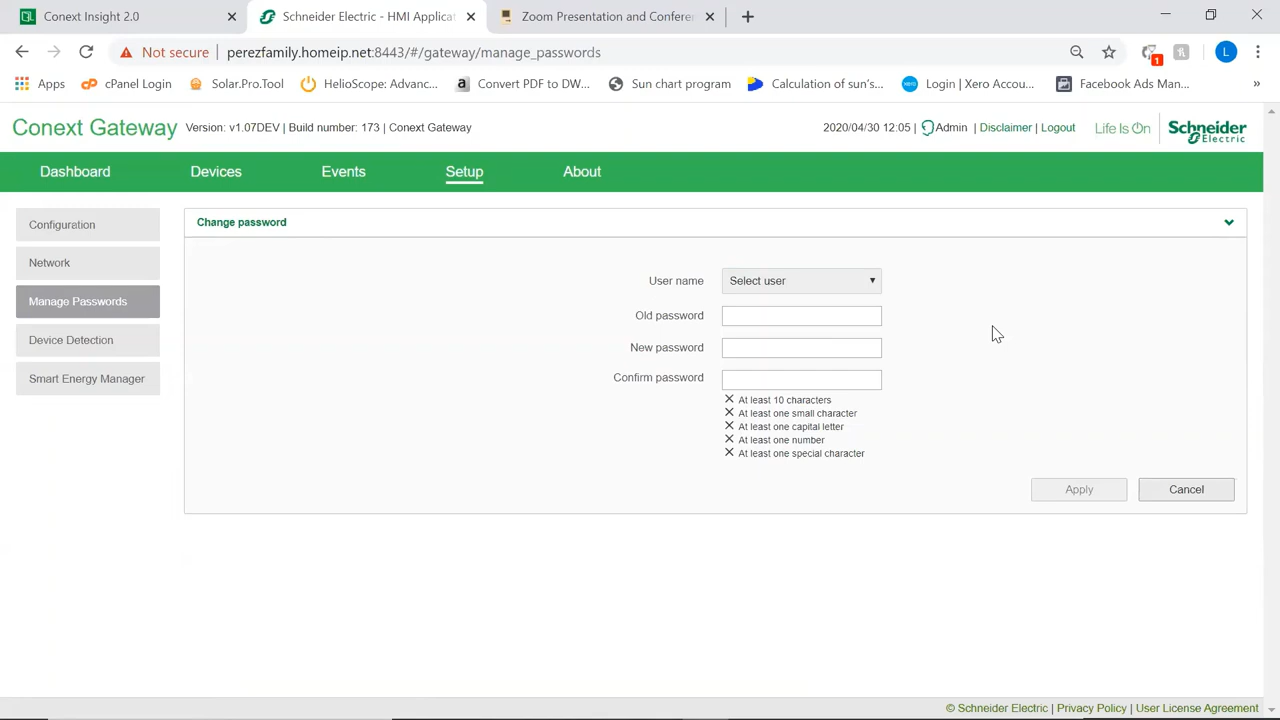 Conext Insight 2.0
Schneider Electric - HMI Applicat
Zoom Presentation and Conferen
Not secure perezfamily.homeip.net:8443/#/gateway/manage_passwords L
1
Apps cPanel Login Solar.Pro.Tool HelioScope: Advanc... a Convert PDF to DW... Sun chart program Calculation of sun's... xero Login | Xero Accou... Facebook Ads Man... »
Conext Gateway Version: v1.07DEV | Build number: 173 | Conext Gateway 2020/04/30 12:05 | Admin | Disclaimer | Logout Life Is On Schneider Electric
Dashboard Devices Events Setup About
Configuration
Network
Manage Passwords
Device Detection
Smart Energy Manager
Change password
User name Select user
Old password
New password
Confirm password
At least 10 characters
At least one small character
At least one capital letter
At least one number
At least one special character
Apply Cancel
© Schneider Electric | Privacy Policy | User License Agreement